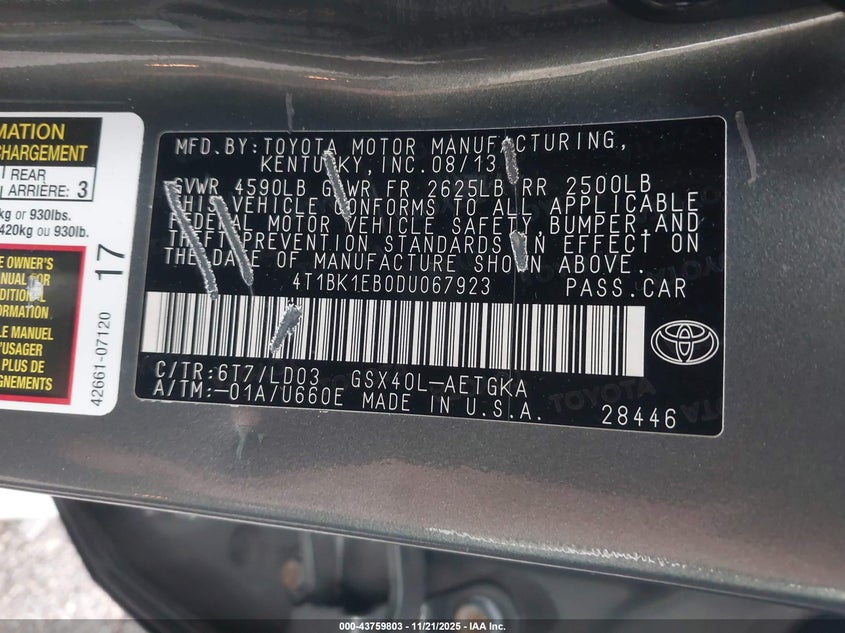 MATION
CHARGEMENT
REAR
ARRIÈRE: 3
kg or 930lbs.
420kg ou 930lb.
E OWNER'S
ANUAL FOR
DDITIONAL
ORMATION
LE MANUEL
'USAGER
PLUS DE
42661-07120
17
MFD.BY:TOYOTA MOTOR MANUFACTURING,
KENTUCKY,INC.08/13
GVWR 4590LB GAWR FR 2625LB RR 2500LB
THIS VEHICLE CONFORMS TO ALL APPLICABLE
FEDERAL MOTOR VEHICLE SAFETY,BUMPER,AND
THEFT PREVENTION STANDARDS IN EFFECT ON
THE DATE OF MANUFACTURE SHOWN ABOVE.
4T1BK1EB0DU067923 PASS.CAR
C/TR:6T7/LD03 GSX40L-AETGKA
A/TM:-01A/U660E MADE IN U.S.A.
28446
000-43759803 - 11/21/2025 - IAA, Inc.